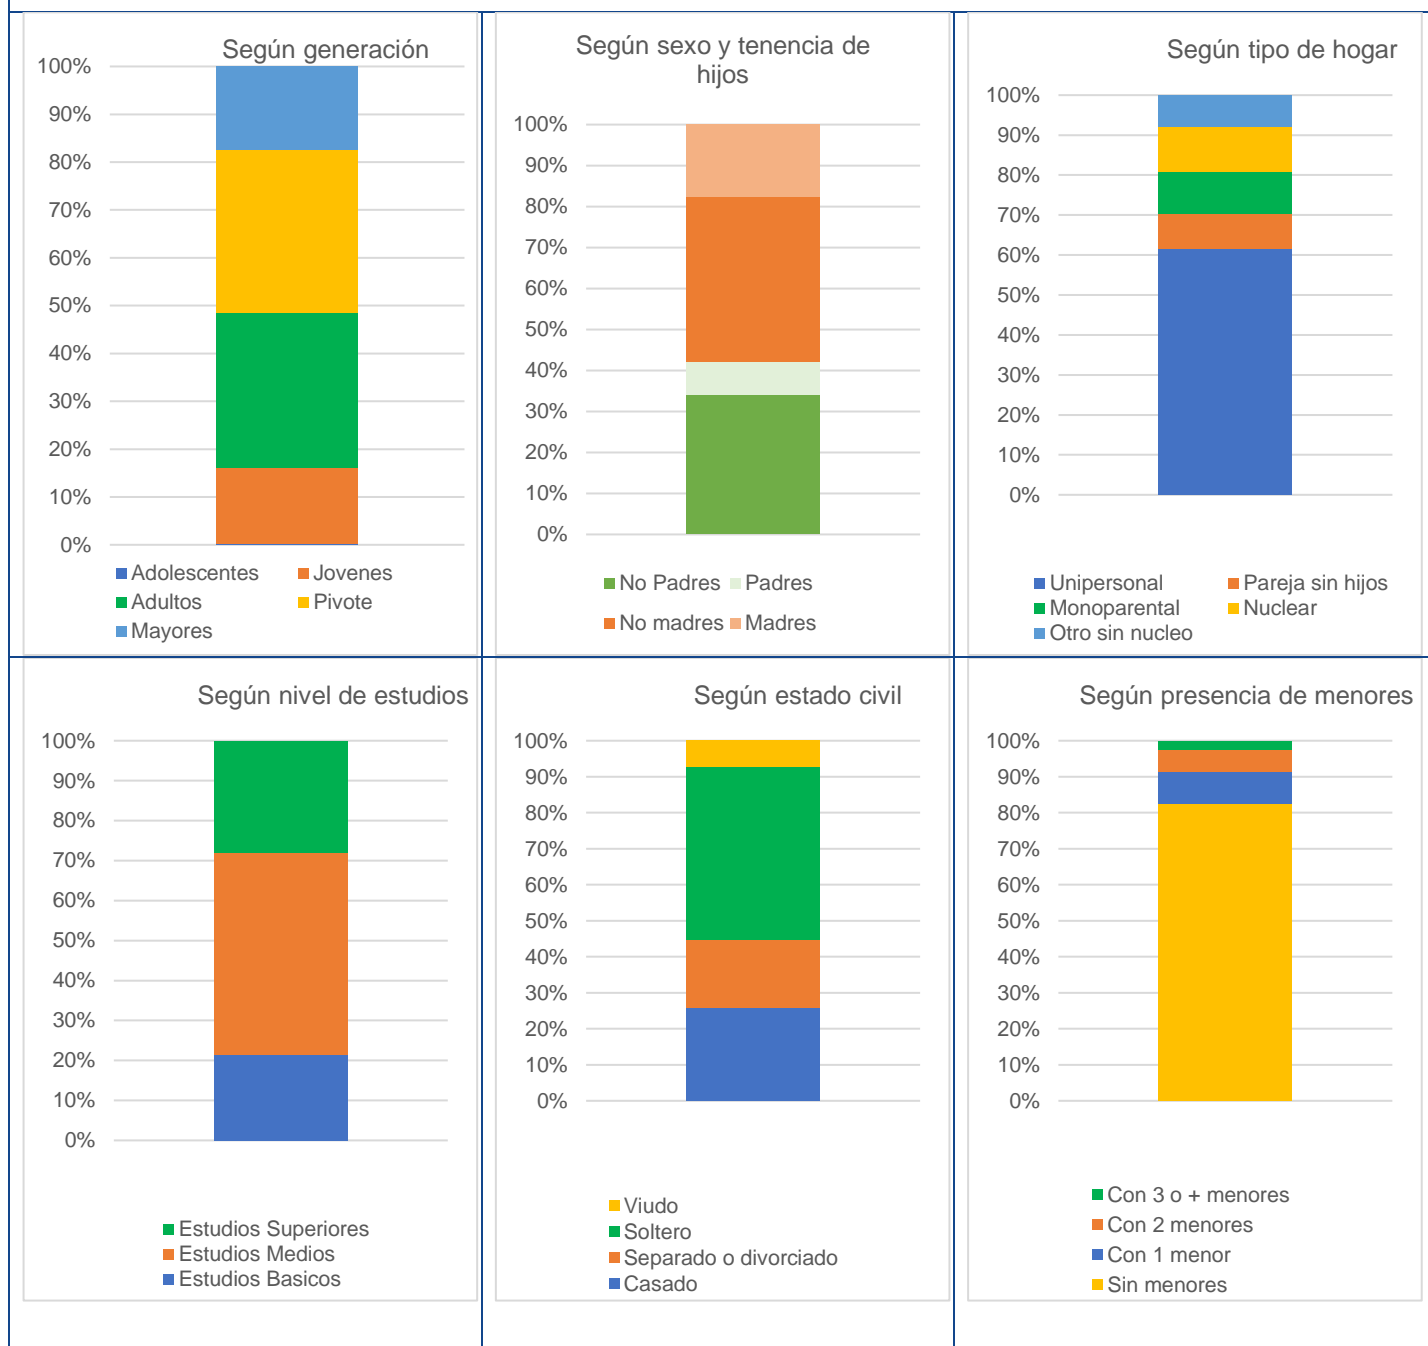 Según generación
100%
90%
80%
70%
60%
50%
40%
30%
20%
10%
0%
Adolescentes Jovenes
Adultos Pivote
Mayores
Según sexo y tenencia de
hijos
100%
90%
80%
70%
60%
50%
40%
30%
20%
10%
0%
No Padres Padres
No madres Madres
Según tipo de hogar
100%
90%
80%
70%
60%
50%
40%
30%
20%
10%
0%
Unipersonal Pareja sin hijos
Monoparental Nuclear
Otro sin nucleo
Según nivel de estudios
100%
90%
80%
70%
60%
50%
40%
30%
20%
10%
0%
Estudios Superiores
Estudios Medios
Estudios Basicos
Según estado civil
100%
90%
80%
70%
60%
50%
40%
30%
20%
10%
0%
Viudo
Soltero
Separado o divorciado
Casado
Según presencia de menores
100%
90%
80%
70%
60%
50%
40%
30%
20%
10%
0%
Con 3 o + menores
Con 2 menores
Con 1 menor
Sin menores